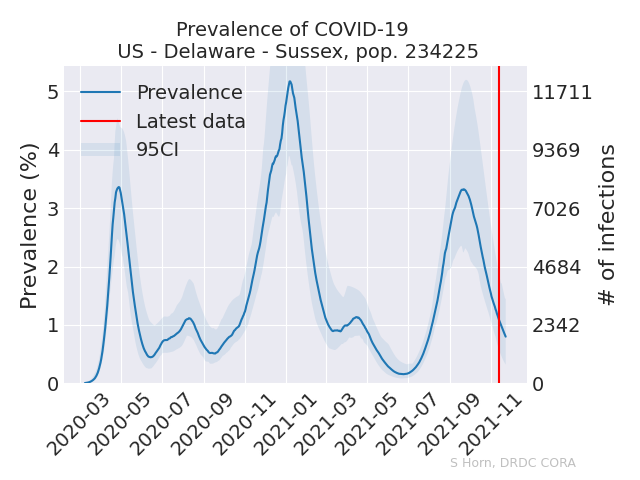 Prevalence of COVID-19
US - Delaware - Sussex, pop. 234225
Prevalence
Latest data
95CI
Prevalence (%)
5
4
3
2
1
0
11711
9369
7026
4684
2342
0
# of infections
2020-03
2020-05
2020-07
2020-09
2020-11
2021-01
2021-03
2021-05
2021-07
2021-09
2021-11
S Horn, DRDC CORA